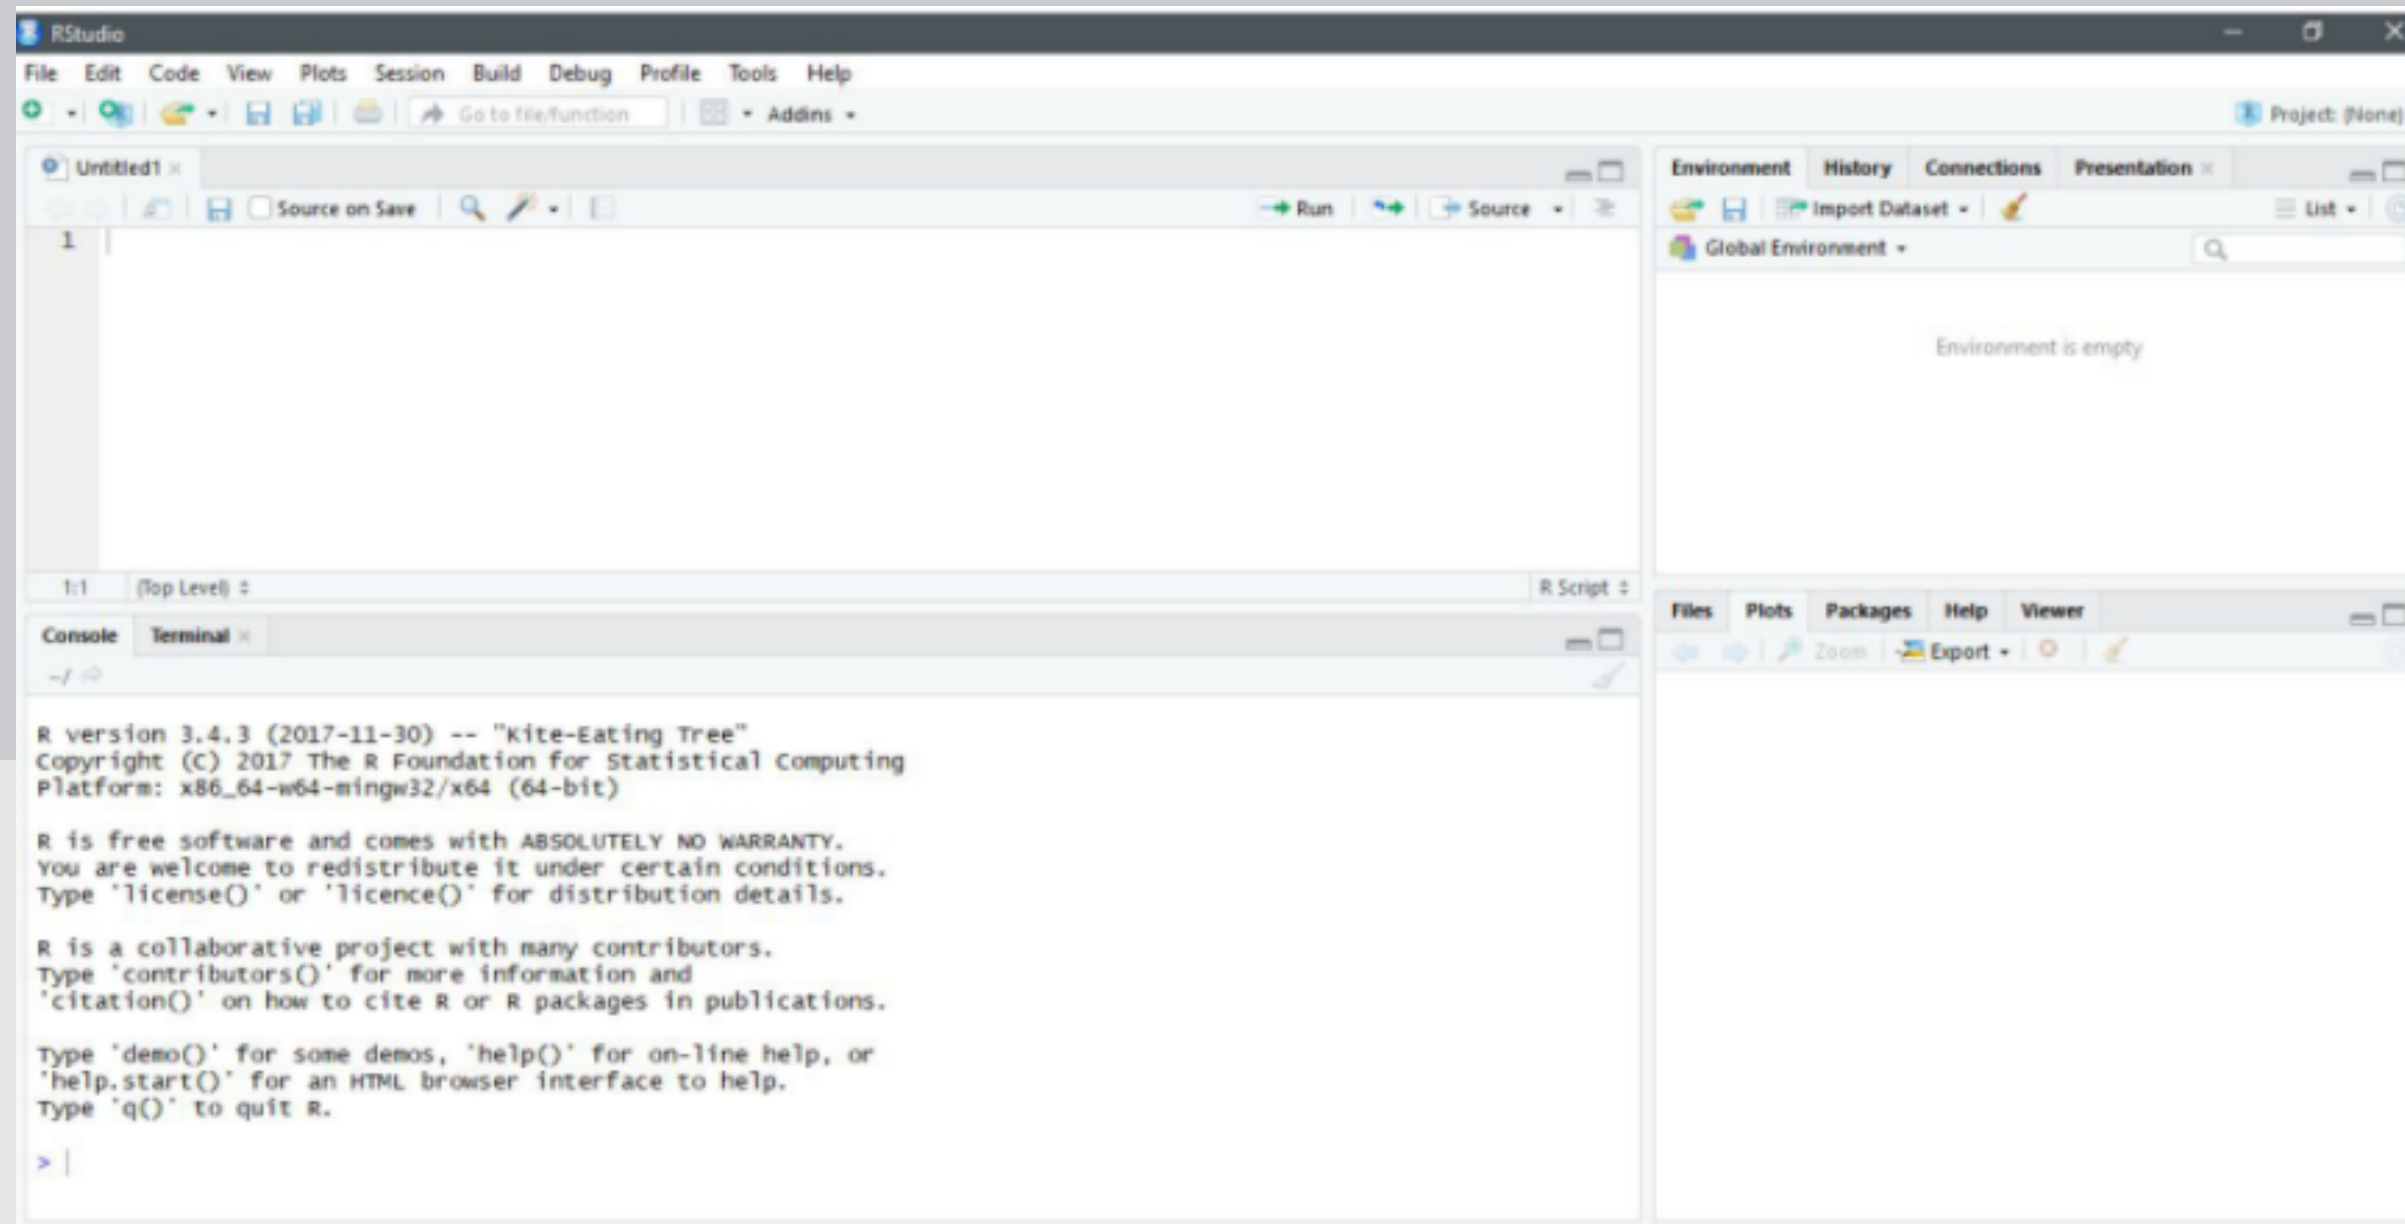 RStudio
File Edit Code View Plots Session Build Debug Profile Tools Help
Go to file/function Addins Project: (None)
Untitled1
Source on Save Run Source
1
1:1 (Top Level) R Script
Console Terminal
~/
R version 3.4.3 (2017-11-30) -- "Kite-Eating Tree"
Copyright (C) 2017 The R Foundation for Statistical Computing
Platform: x86_64-w64-mingw32/x64 (64-bit)
R is free software and comes with ABSOLUTELY NO WARRANTY.
You are welcome to redistribute it under certain conditions.
Type 'license()' or 'licence()' for distribution details.
R is a collaborative project with many contributors.
Type 'contributors()' for more information and
'citation()' on how to cite R or R packages in publications.
Type 'demo()' for some demos, 'help()' for on-line help, or
'help.start()' for an HTML browser interface to help.
Type 'q()' to quit R.
>
Environment History Connections Presentation
Import Dataset List
Global Environment
Environment is empty
Files Plots Packages Help Viewer
Zoom Export